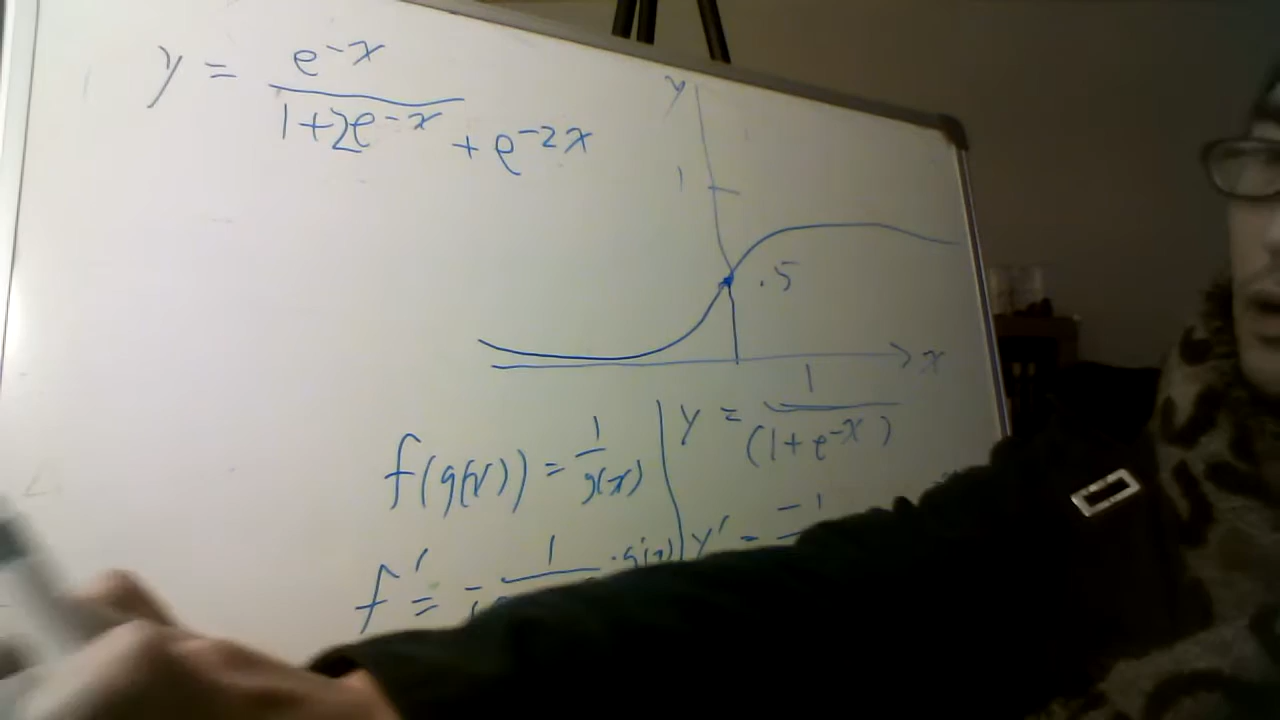 y = e^-x / (1+2e^-x + e^-2x)
y
1
.5
x
f(g(x)) = 1/g(x) | y = 1/(1+e^-x)
f' = - 1 | y' = -1